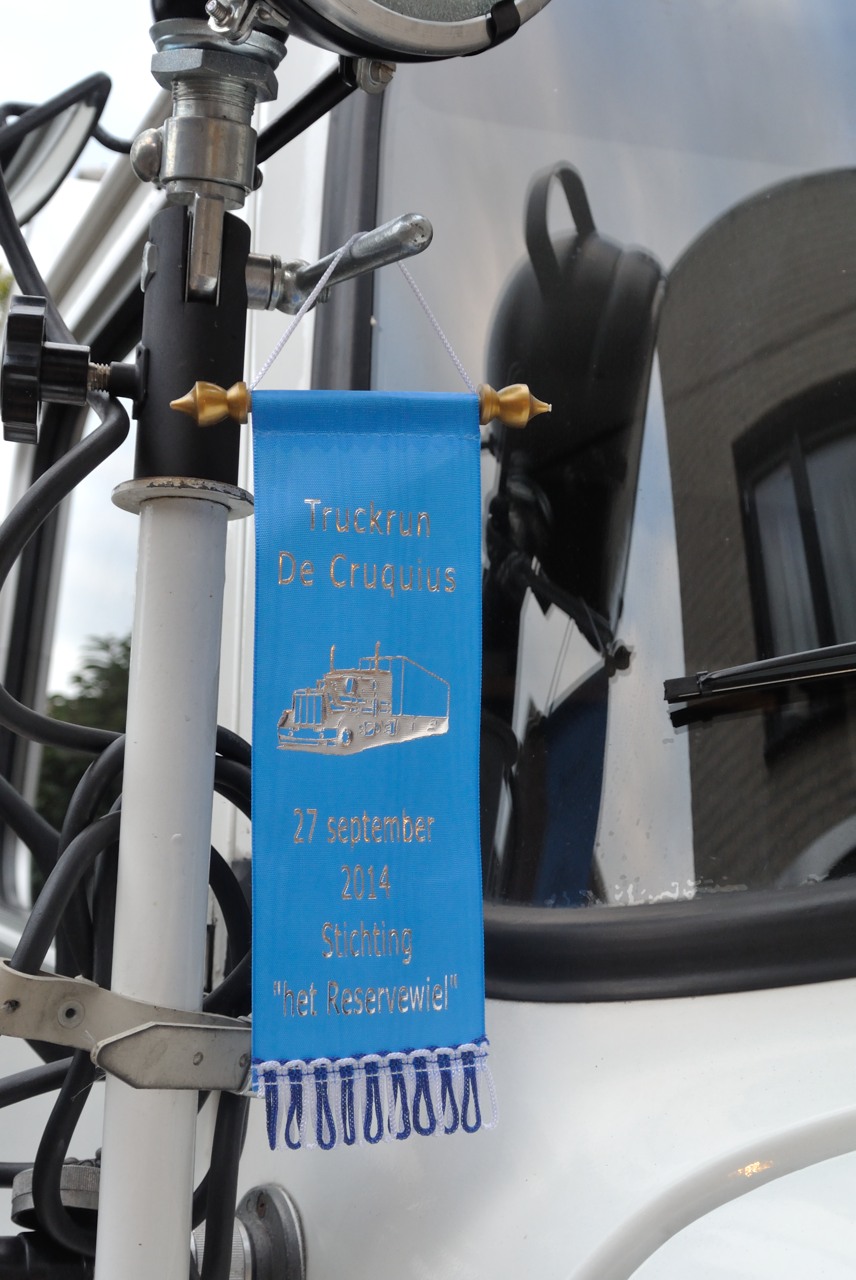 Truckrun
De Cruquius
27 september
2014
Stichting
"het Reservewiel"